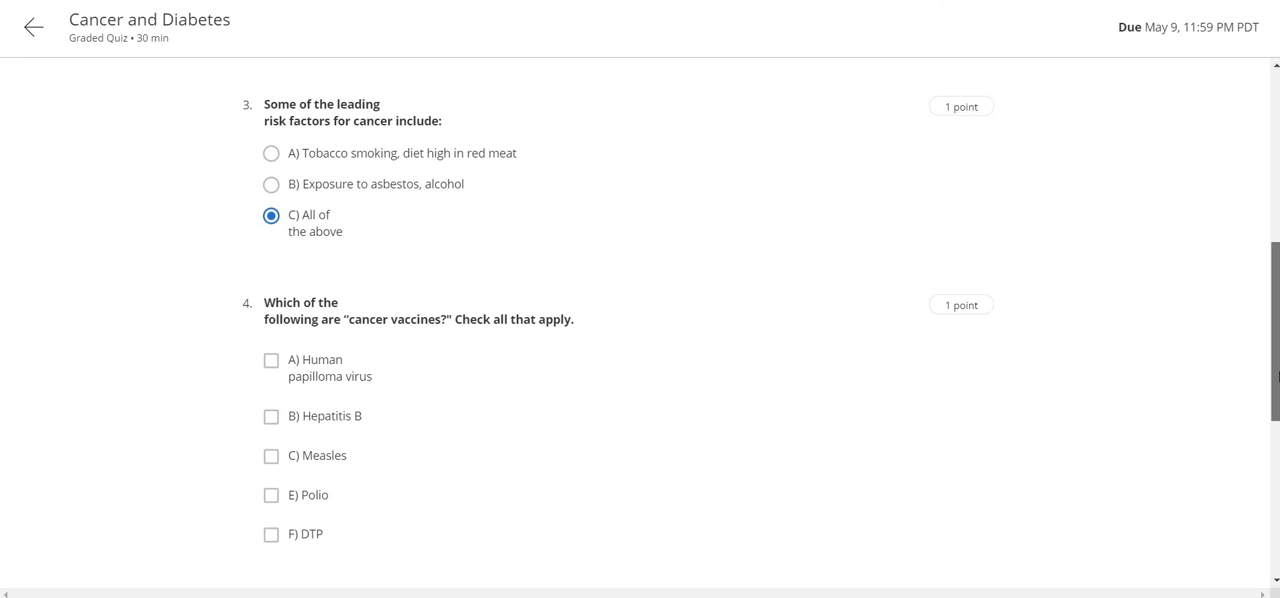 Cancer and Diabetes
Graded Quiz • 30 min
Due May 9, 11:59 PM PDT
3. Some of the leading
risk factors for cancer include:
1 point
A) Tobacco smoking, diet high in red meat
B) Exposure to asbestos, alcohol
C) All of
the above
4. Which of the
following are “cancer vaccines?" Check all that apply.
1 point
A) Human
papilloma virus
B) Hepatitis B
C) Measles
E) Polio
F) DTP